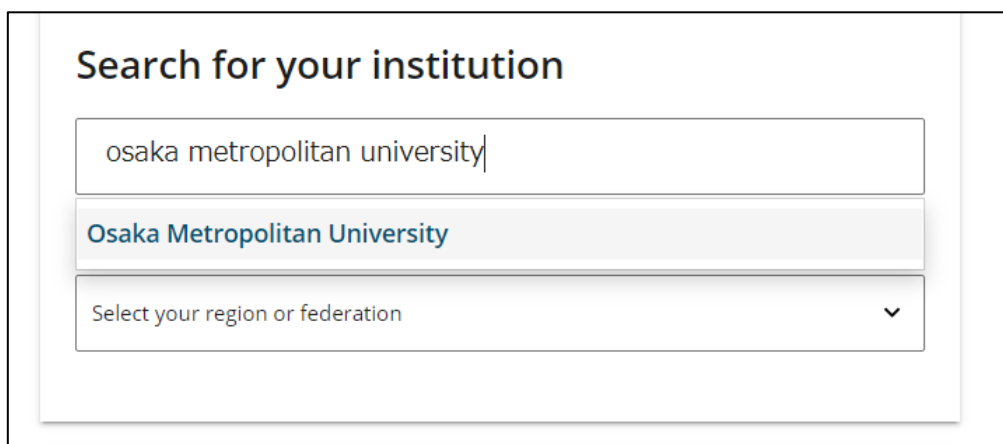 Search for your institution
osaka metropolitan university
Osaka Metropolitan University
Select your region or federation